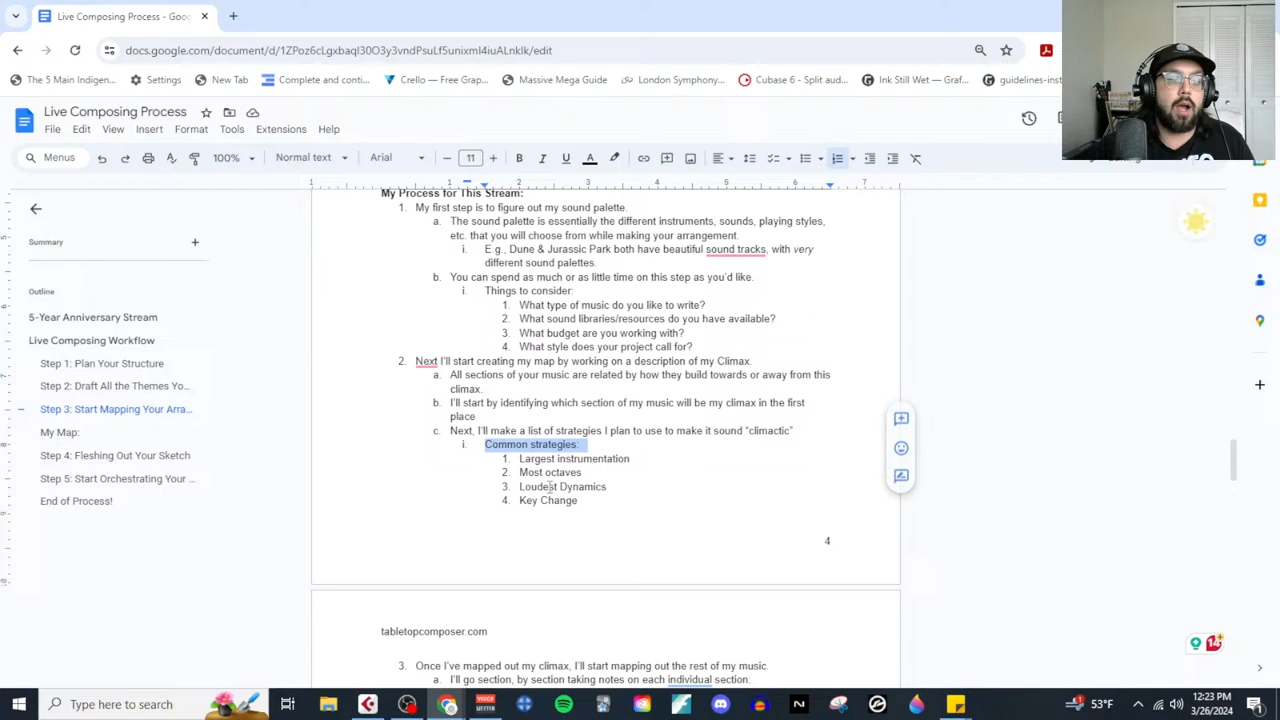 Live Composing Process - Goo
docs.google.com/document/d/1ZPoz6cLgxbaql30O3y3vndPsuLf5unixmI4iuALnkIk/edit
The 5 Main Indigen...
Settings
New Tab
Complete and conti...
Crello — Free Grap...
Massive Mega Guide
London Symphony...
Cubase 6 - Split aud...
Ink Still Wet — Graf...
guidelines-inst
Live Composing Process
File Edit View Insert Format Tools Extensions Help
Menus 100% Normal text Arial 11
1 1 2 3 4 5 6 7
Summary
Outline
5-Year Anniversary Stream
Live Composing Workflow
Step 1: Plan Your Structure
Step 2: Draft All the Themes Yo...
Step 3: Start Mapping Your Arra...
My Map:
Step 4: Fleshing Out Your Sketch
Step 5: Start Orchestrating Your ...
End of Process!
My Process for This Stream:
1. My first step is to figure out my sound palette.
a. The sound palette is essentially the different instruments, sounds, playing styles,
etc. that you will choose from while making your arrangement.
i. E.g., Dune & Jurassic Park both have beautiful sound tracks, with very
different sound palettes.
b. You can spend as much or as little time on this step as you'd like.
i. Things to consider:
1. What type of music do you like to write?
2. What sound libraries/resources do you have available?
3. What budget are you working with?
4. What style does your project call for?
2. Next I'll start creating my map by working on a description of my Climax.
a. All sections of your music are related by how they build towards or away from this
climax.
b. I'll start by identifying which section of my music will be my climax in the first
place
c. Next, I'll make a list of strategies I plan to use to make it sound "climactic"
i. Common strategies:
1. Largest instrumentation
2. Most octaves
3. Loudest Dynamics
4. Key Change
4
tabletopcomposer.com
3. Once I've mapped out my climax, I'll start mapping out the rest of my music.
a. I'll go section, by section taking notes on each individual section:
14
Type here to search
53°F
12:23 PM
3/26/2024